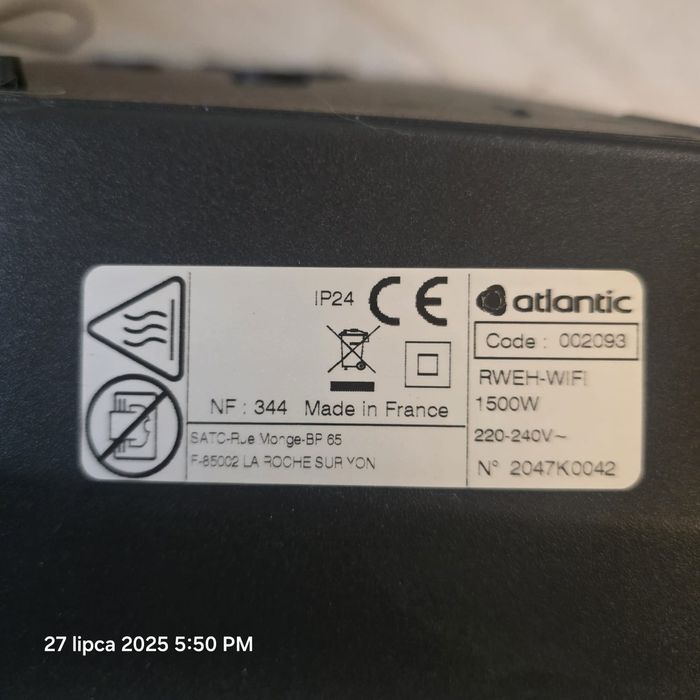 IP24 CE
NF : 344 Made in France
SATC-Rue Monge-BP 65
F-85002 LA ROCHE SUR YON
atlantic
Code : 002093
RWEH-WIFI
1500W
220-240V~
N° 2047K0042
27 lipca 2025 5:50 PM